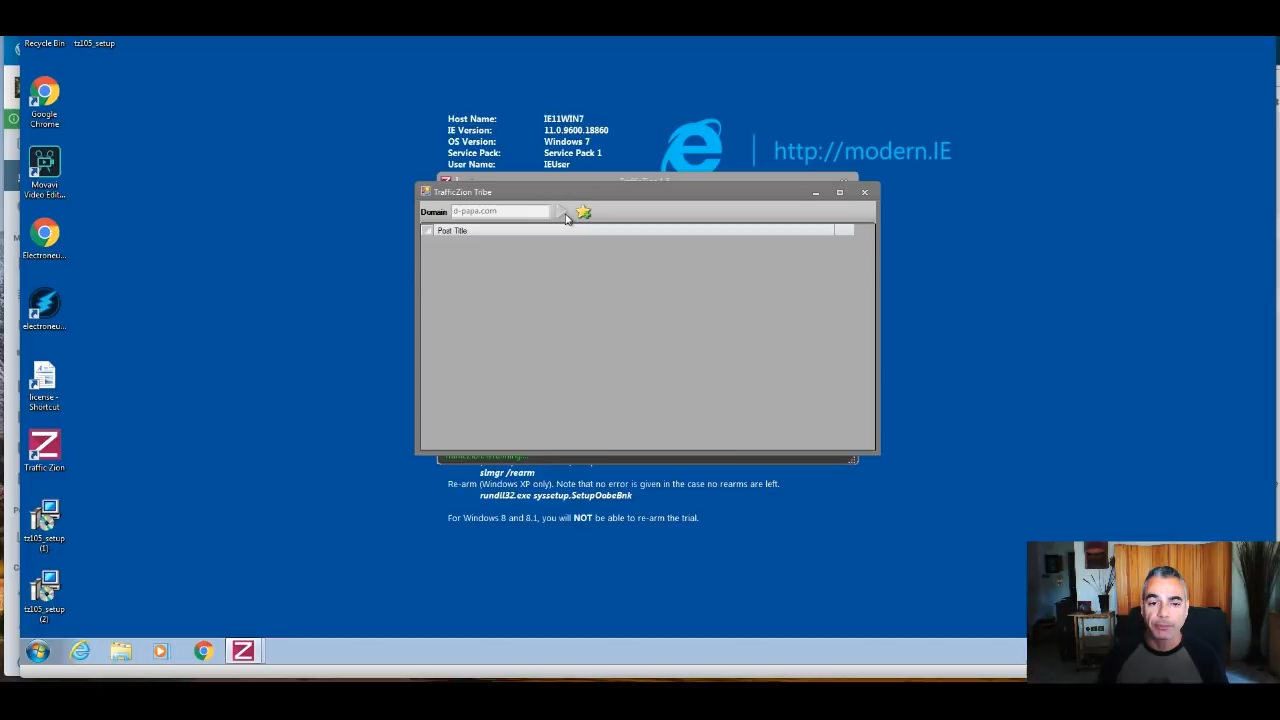 Recycle Bin
tz105_setup
Google
Chrome
Movavi
Video Edit...
Electroneu...
electroneu...
license -
Shortcut
Traffic Zion
tz105_setup
(1)
tz105_setup
(2)
Host Name: IE11WIN7
IE Version: 11.0.9600.18860
OS Version: Windows 7
Service Pack: Service Pack 1
User Name: IEUser
http://modern.IE
TrafficZion Tribe
Domain d-papa.com
Post Title
slmgr /rearm
Re-arm (Windows XP only). Note that no error is given in the case no rearms are left.
rundll32.exe syssetup,SetupOobeBnk
For Windows 8 and 8.1, you will NOT be able to re-arm the trial.